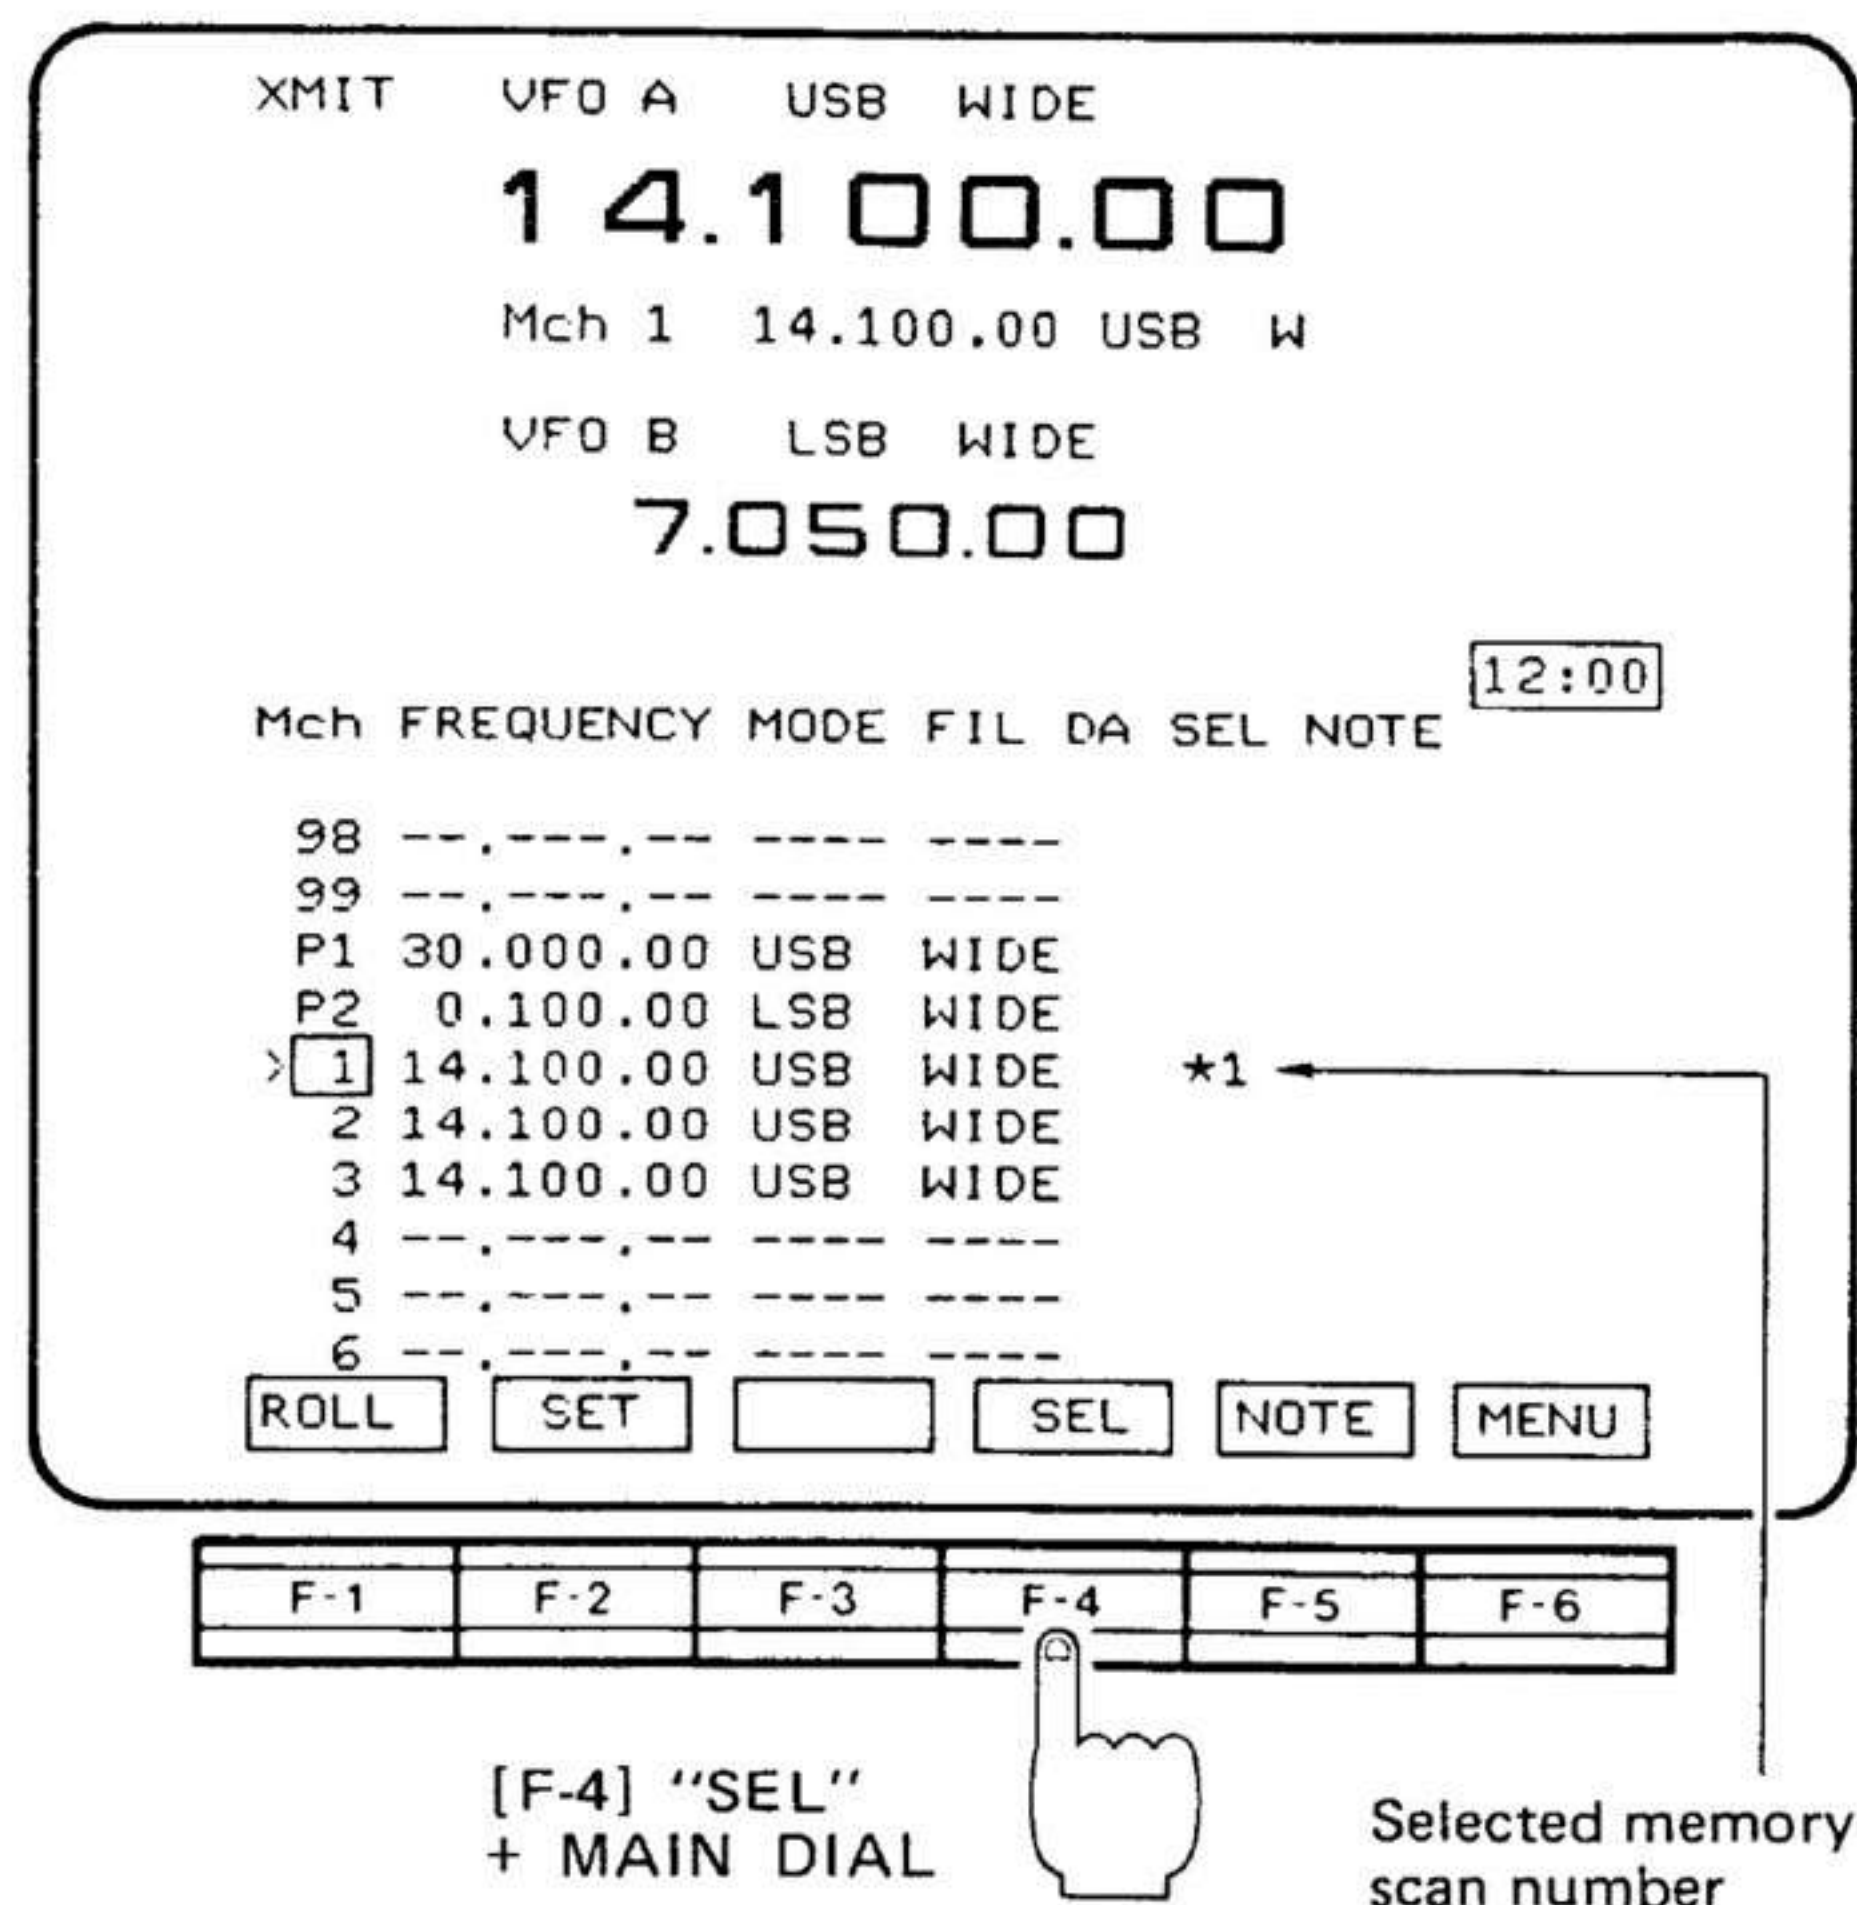 XMIT VFO A USB WIDE
14.100.00
Mch 1 14.100.00 USB W
VFO B LSB WIDE
7.050.00
12:00
Mch FREQUENCY MODE FIL DA SEL NOTE
98 --.---.-- ---- ----
99 --.---.-- ---- ----
P1 30.000.00 USB WIDE
P2 0.100.00 LSB WIDE
>1 14.100.00 USB WIDE *1
2 14.100.00 USB WIDE
3 14.100.00 USB WIDE
4 --.---.-- ---- ----
5 --.---.-- ---- ----
6 --.---.-- ---- ----
ROLL SET SEL NOTE MENU
F-1 F-2 F-3 F-4 F-5 F-6
[F-4] "SEL"
+ MAIN DIAL
Selected memory
scan number